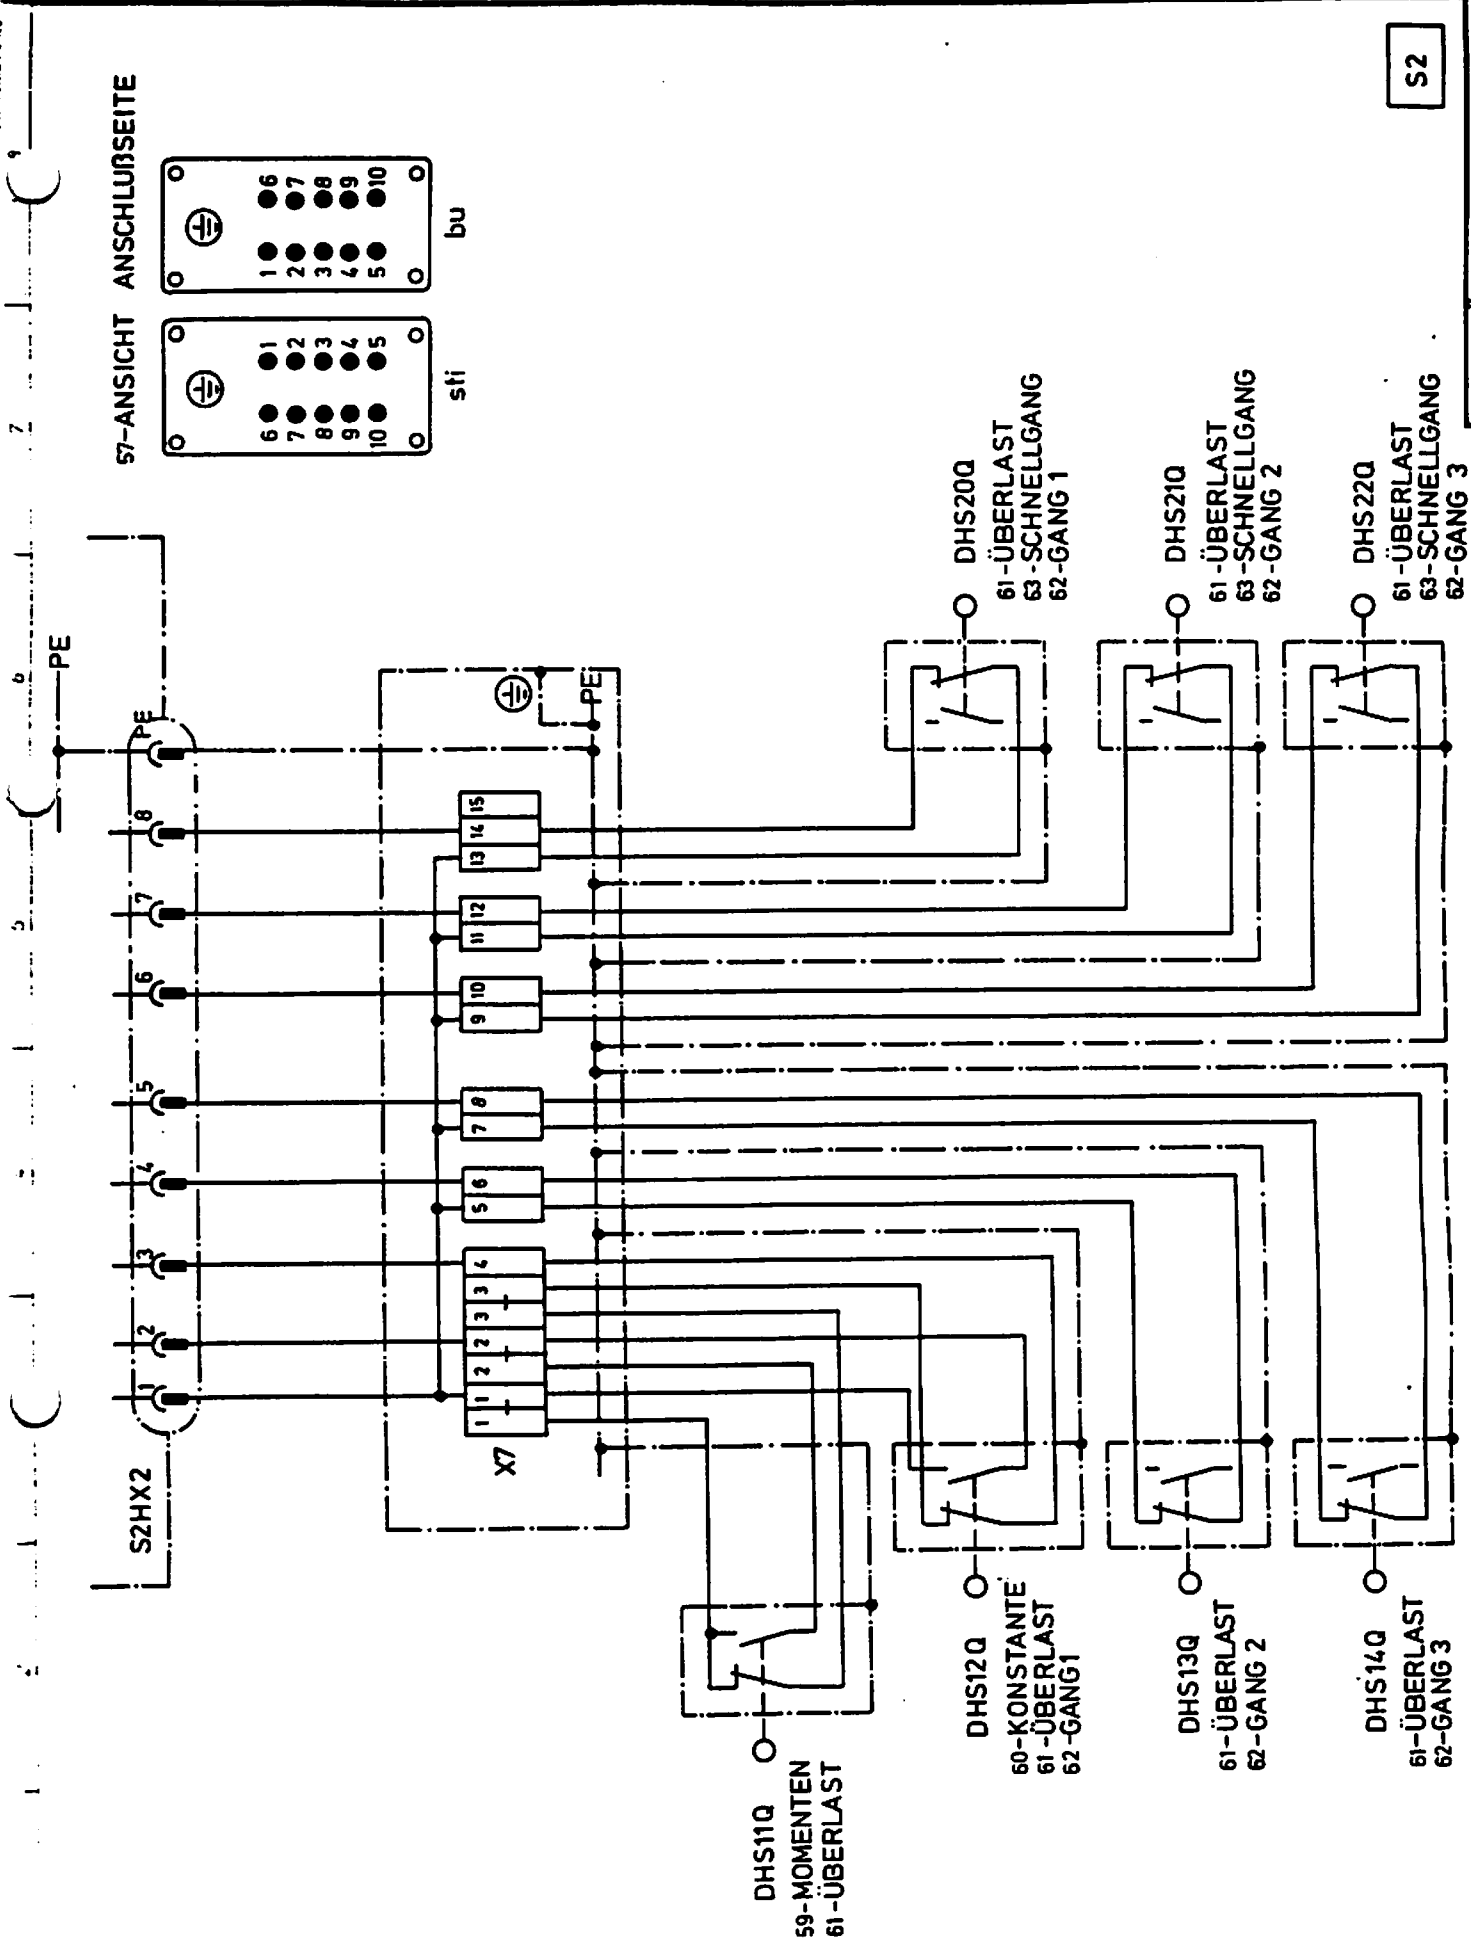 57-ANSICHT ANSCHLUßSEITE
6 1
7 2
8 3
9 4
10 5
sti
1 6
2 7
3 8
4 9
5 10
bu
S2HX2
1 2 3 4 5 6 7 8 PE
PE
X7
1 1 2 2 3 3 4 5 6 7 8 9 10 11 12 13 14 15
PE
DHS11Q
59-MOMENTEN
61-ÜBERLAST
DHS12Q
60-KONSTANTE
61-ÜBERLAST
62-GANG1
DHS13Q
61-ÜBERLAST
62-GANG 2
DHS14Q
61-ÜBERLAST
62-GANG 3
DHS20Q
61-ÜBERLAST
63-SCHNELLGANG
62-GANG 1
DHS21Q
61-ÜBERLAST
63-SCHNELLGANG
62-GANG 2
DHS22Q
61-ÜBERLAST
63-SCHNELLGANG
62-GANG 3
S2